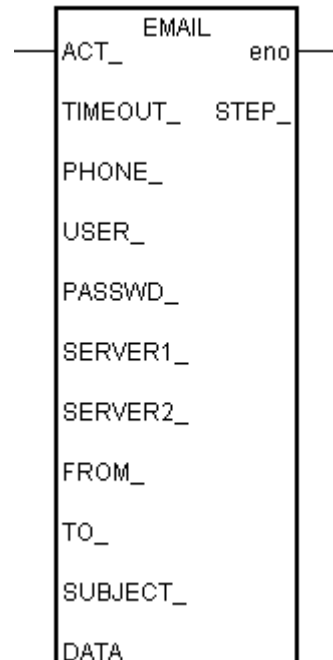 EMAIL
ACT_ eno
TIMEOUT_ STEP_
PHONE_
USER_
PASSWD_
SERVER1_
SERVER2_
FROM_
TO_
SUBJECT_
DATA